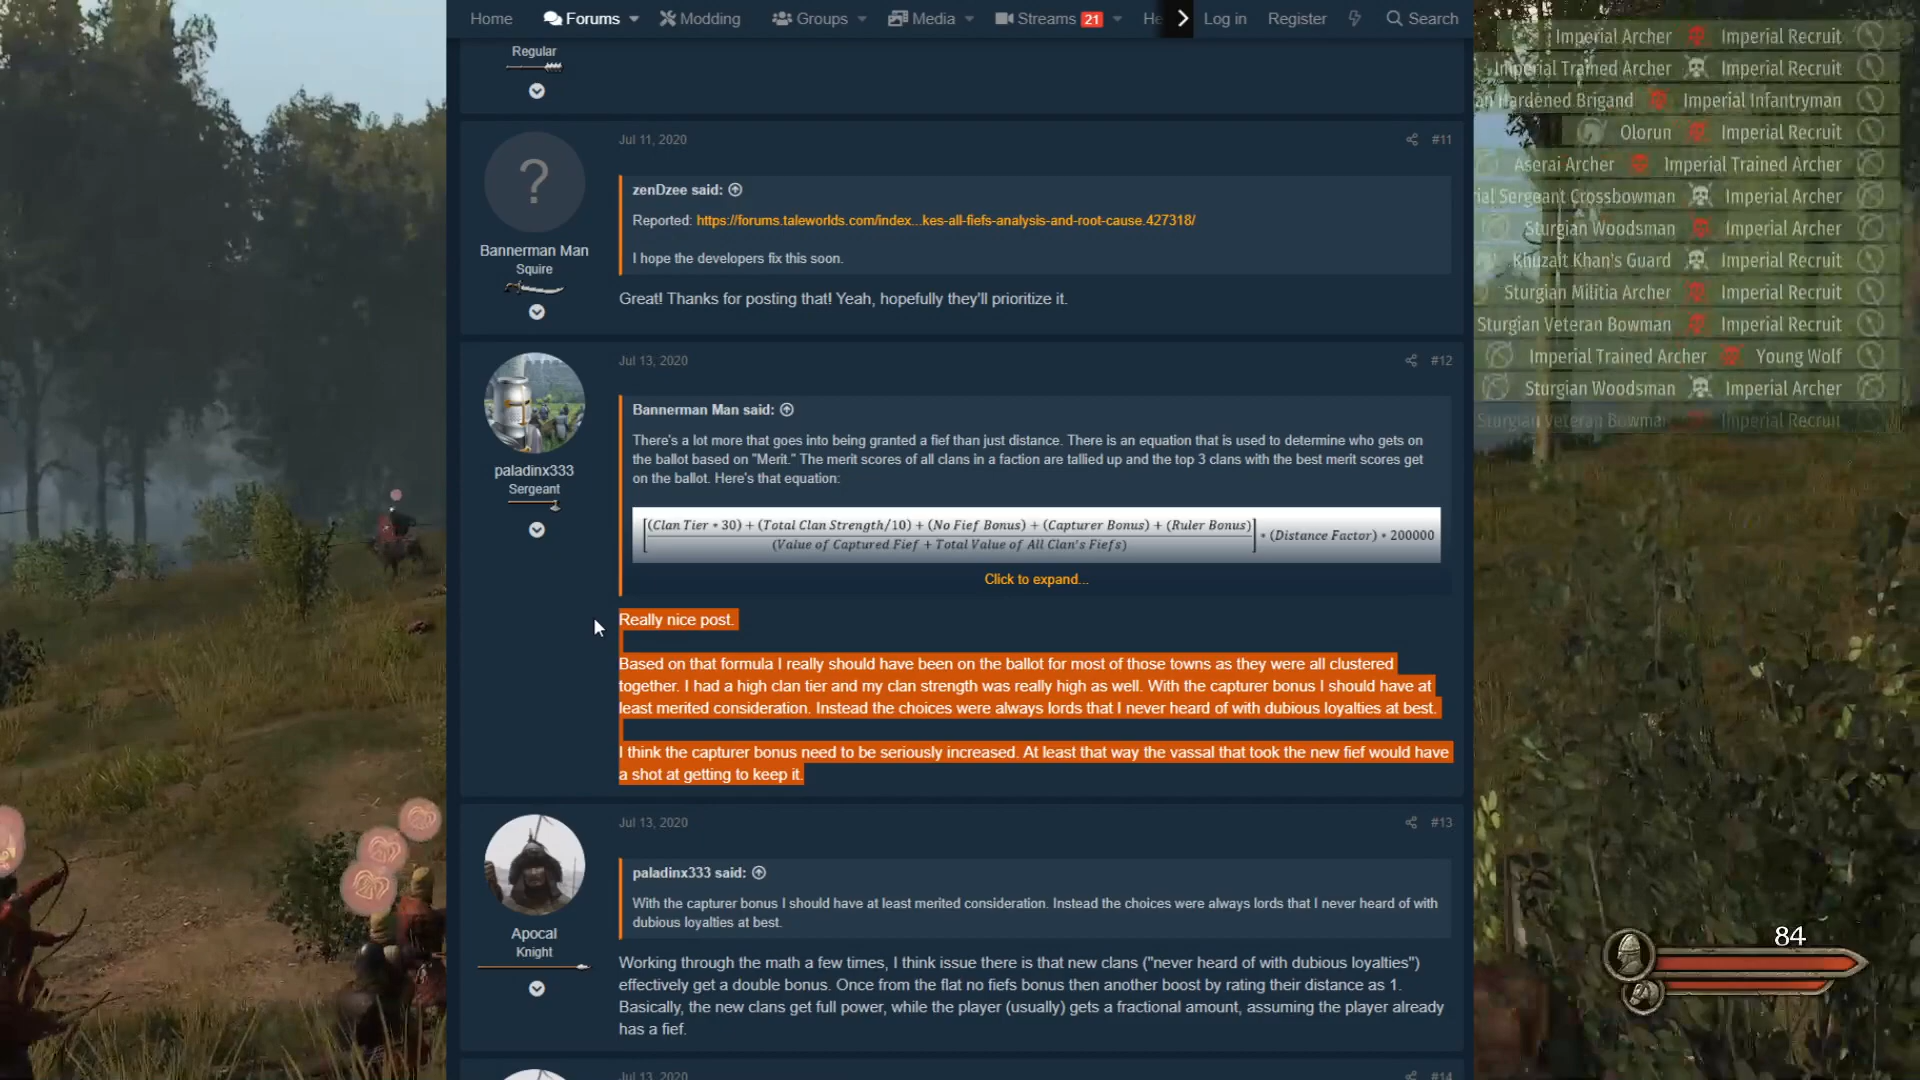 Home Forums Modding Groups Media Streams 21 He Log in Register Search
Regular
Jul 11, 2020 #11
Bannerman Man
Squire
zenDzee said:
Reported: https://forums.taleworlds.com/index...kes-all-fiefs-analysis-and-root-cause.427318/
I hope the developers fix this soon.
Great! Thanks for posting that! Yeah, hopefully they'll prioritize it.
Jul 13, 2020 #12
paladinx333
Sergeant
Bannerman Man said:
There's a lot more that goes into being granted a fief than just distance. There is an equation that is used to determine who gets on
the ballot based on "Merit." The merit scores of all clans in a faction are tallied up and the top 3 clans with the best merit scores get
on the ballot. Here's that equation:
[(Clan Tier * 30) + (Total Clan Strength/10) + (No Fief Bonus) + (Capturer Bonus) + (Ruler Bonus)
(Value of Captured Fief + Total Value of All Clan's Fiefs)] * (Distance Factor) * 200000
Click to expand...
Really nice post.
Based on that formula I really should have been on the ballot for most of those towns as they were all clustered
together. I had a high clan tier and my clan strength was really high as well. With the capturer bonus I should have at
least merited consideration. Instead the choices were always lords that I never heard of with dubious loyalties at best.
I think the capturer bonus need to be seriously increased. At least that way the vassal that took the new fief would have
a shot at getting to keep it.
Jul 13, 2020 #13
Apocal
Knight
paladinx333 said:
With the capturer bonus I should have at least merited consideration. Instead the choices were always lords that I never heard of with
dubious loyalties at best.
Working through the math a few times, I think issue there is that new clans ("never heard of with dubious loyalties")
effectively get a double bonus. Once from the flat no fiefs bonus then another boost by rating their distance as 1.
Basically, the new clans get full power, while the player (usually) gets a fractional amount, assuming the player already
has a fief.
Jul 13, 2020 #14
Imperial Archer Imperial Recruit
Imperial Trained Archer Imperial Recruit
an Hardened Brigand Imperial Infantryman
Olorun Imperial Recruit
Aserai Archer Imperial Trained Archer
ial Sergeant Crossbowman Imperial Archer
Sturgian Woodsman Imperial Archer
Khuzait Khan's Guard Imperial Recruit
Sturgian Militia Archer Imperial Recruit
Sturgian Veteran Bowman Imperial Recruit
Imperial Trained Archer Young Wolf
Sturgian Woodsman Imperial Archer
Sturgian Veteran Bowman Imperial Recruit
84